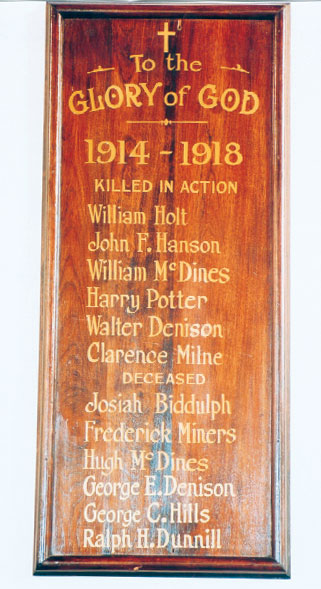 To the
GLORY of GOD
1914 - 1918
KILLED IN ACTION
William Holt
John F. Hanson
William McDines
Harry Potter
Walter Denison
Clarence Milne
DECEASED
Josiah Biddulph
Frederick Miners
Hugh McDines
George E. Denison
George C. Hills
Ralph H. Dunnill